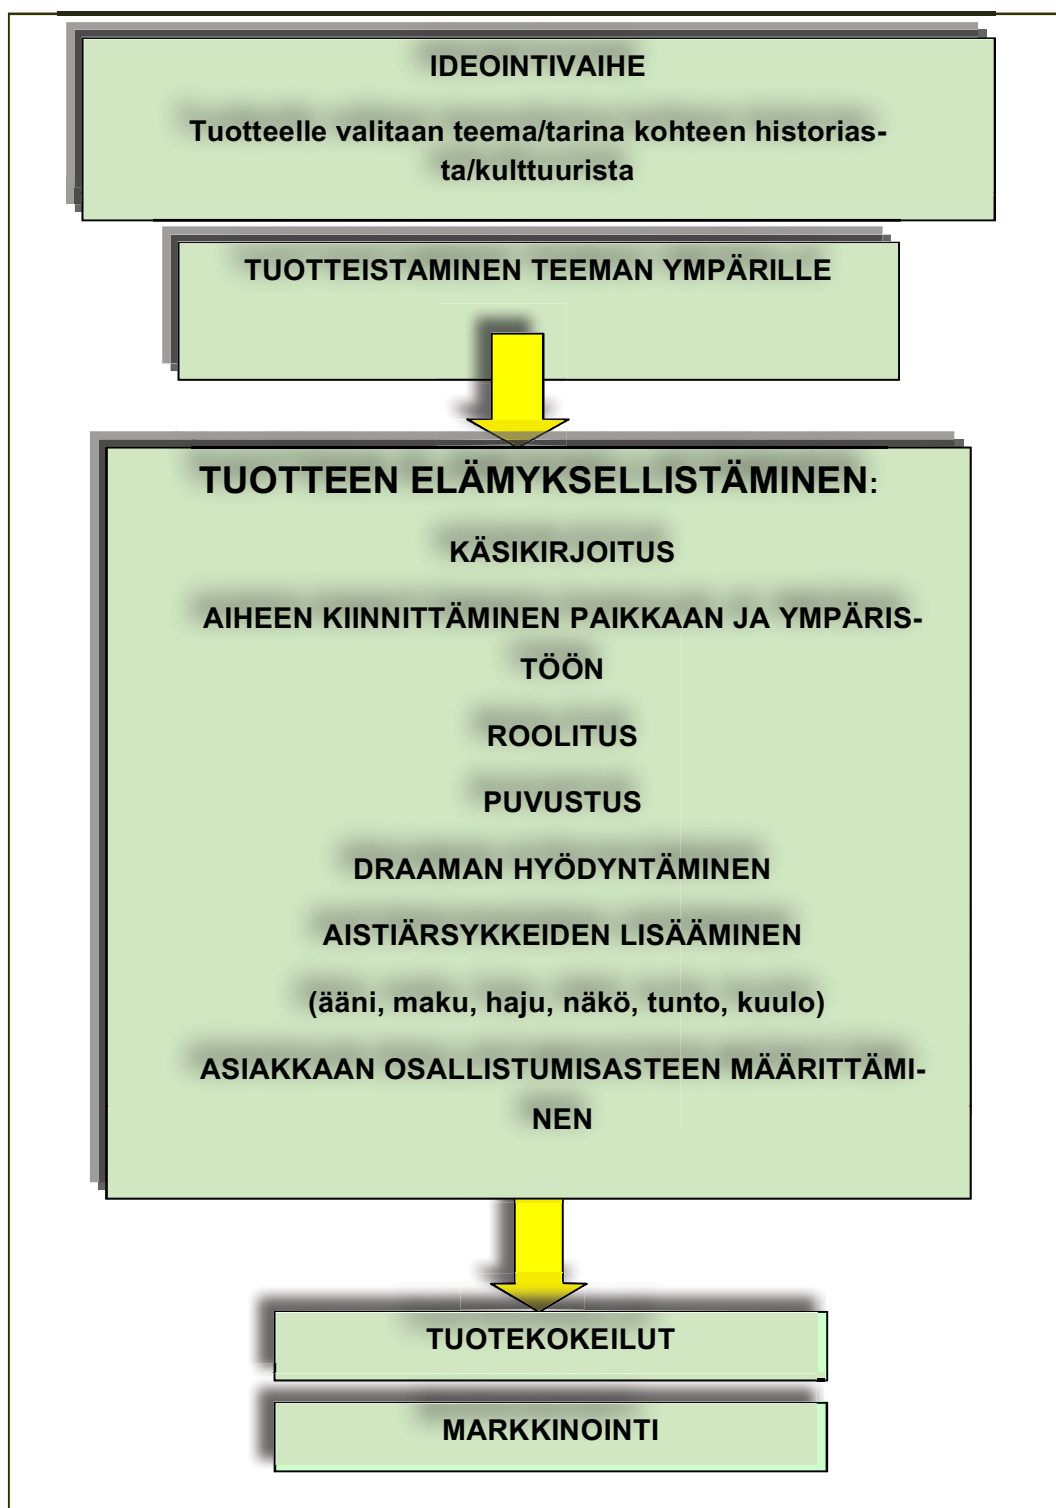 IDEOINTIVAIHE
Tuotteelle valitaan teema/tarina kohteen historias-
ta/kulttuurista
TUOTTEISTAMINEN TEEMAN YMPÄRILLE
TUOTTEEN ELÄMYKSELLISTÄMINEN:
KÄSIKIRJOITUS
AIHEEN KIINNITTÄMINEN PAIKKAAN JA YMPÄRIS-
TÖÖN
ROOLITUS
PUVUSTUS
DRAAMAN HYÖDYNTÄMINEN
AISTIÄRSYKKEIDEN LISÄÄMINEN
(ääni, maku, haju, näkö, tunto, kuulo)
ASIAKKAAN OSALLISTUMISASTEEN MÄÄRITTÄMI-
NEN
TUOTEKOKEILUT
MARKKINOINTI